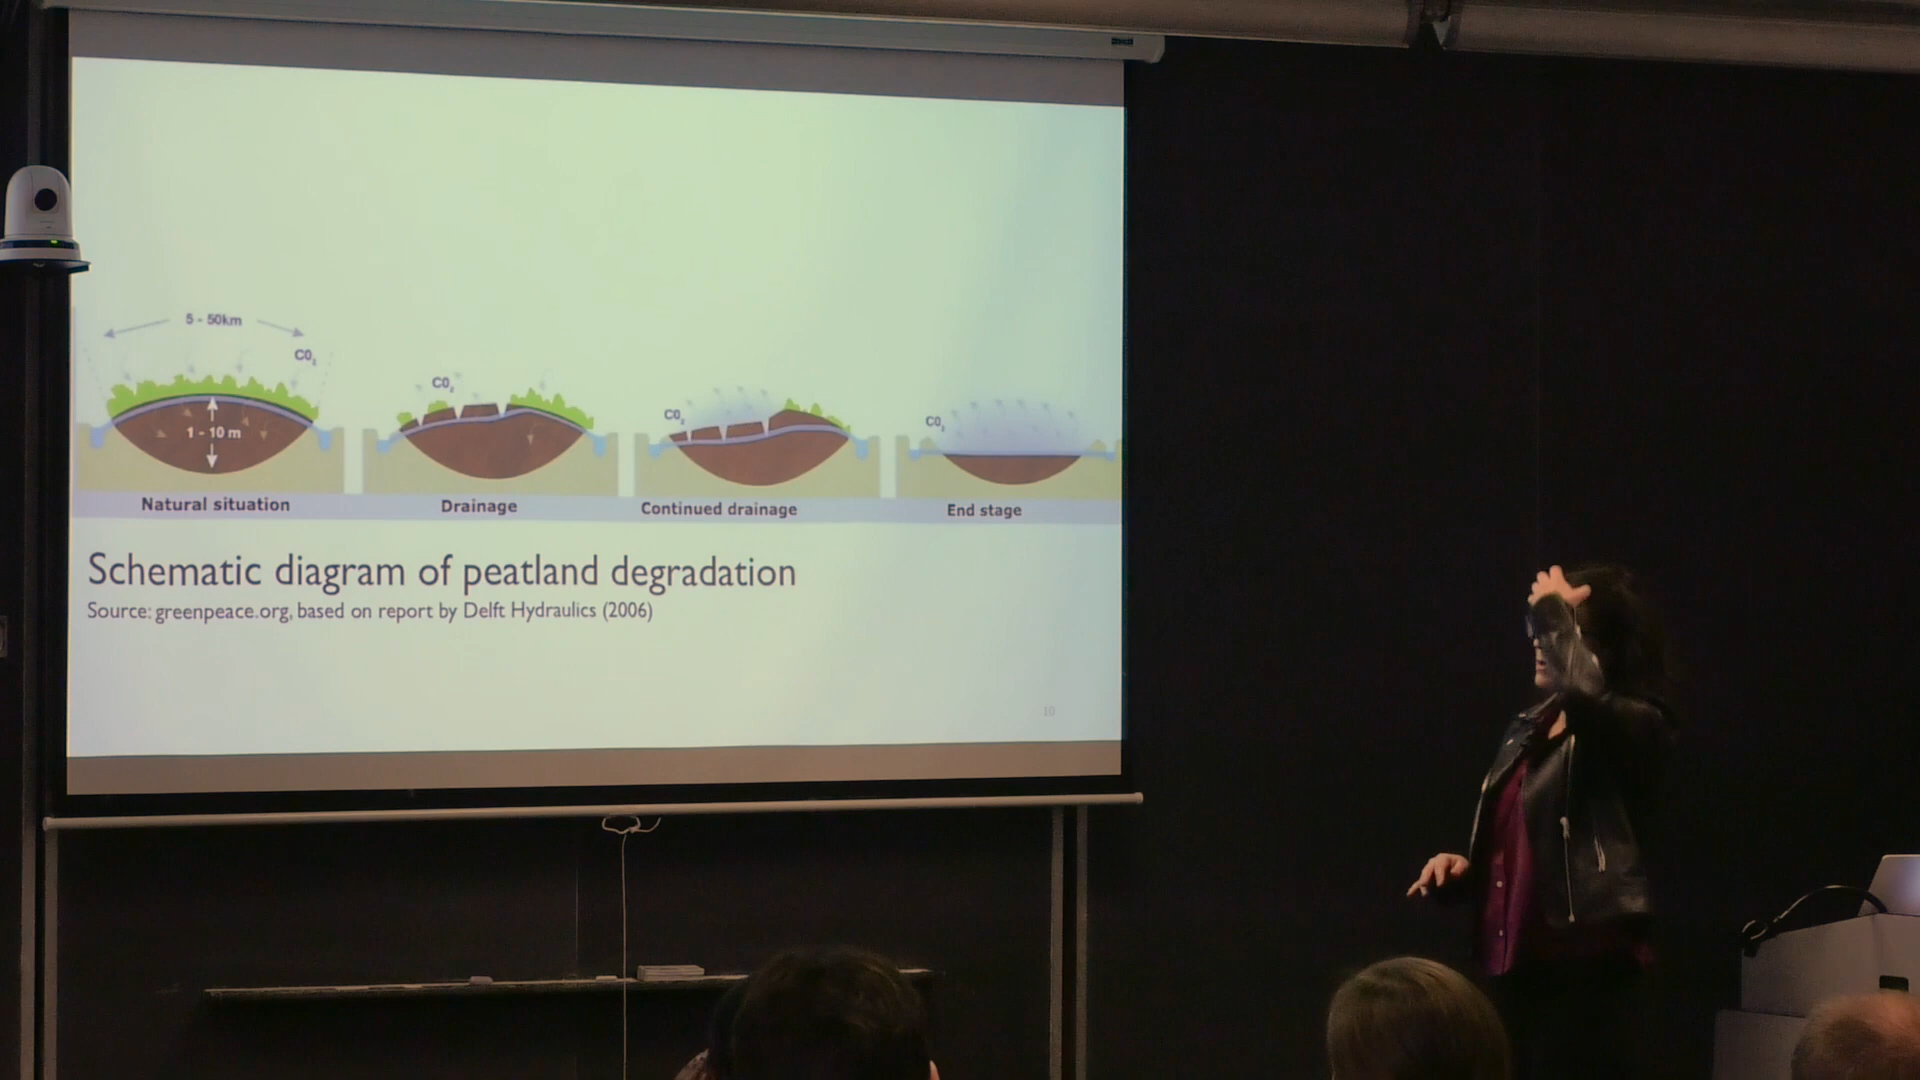 5 - 50km
CO₂
CO₂
CO₂
CO₂
1 - 10 m
Natural situation
Drainage
Continued drainage
End stage
Schematic diagram of peatland degradation
Source: greenpeace.org, based on report by Delft Hydraulics (2006)
10